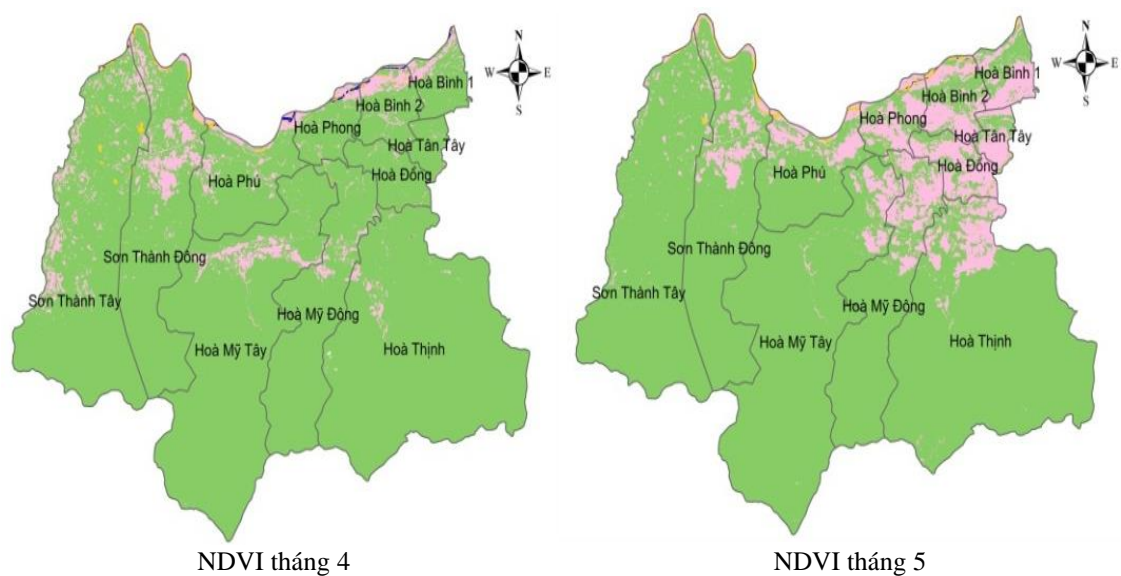 N
W E
S
Hoà Bình 1
Hoà Bình 2
Hoà Phong
Hoà Tân Tây
Hoà Đồng
Hoà Phú
Sơn Thành Đông
Sơn Thành Tây
Hoà Mỹ Đông
Hoà Mỹ Tây
Hoà Thịnh
NDVI tháng 4
N
W E
S
Hoà Bình 1
Hoà Bình 2
Hoà Phong
Hoà Tân Tây
Hoà Đồng
Hoà Phú
Sơn Thành Đông
Sơn Thành Tây
Hoà Mỹ Đông
Hoà Mỹ Tây
Hoà Thịnh
NDVI tháng 5